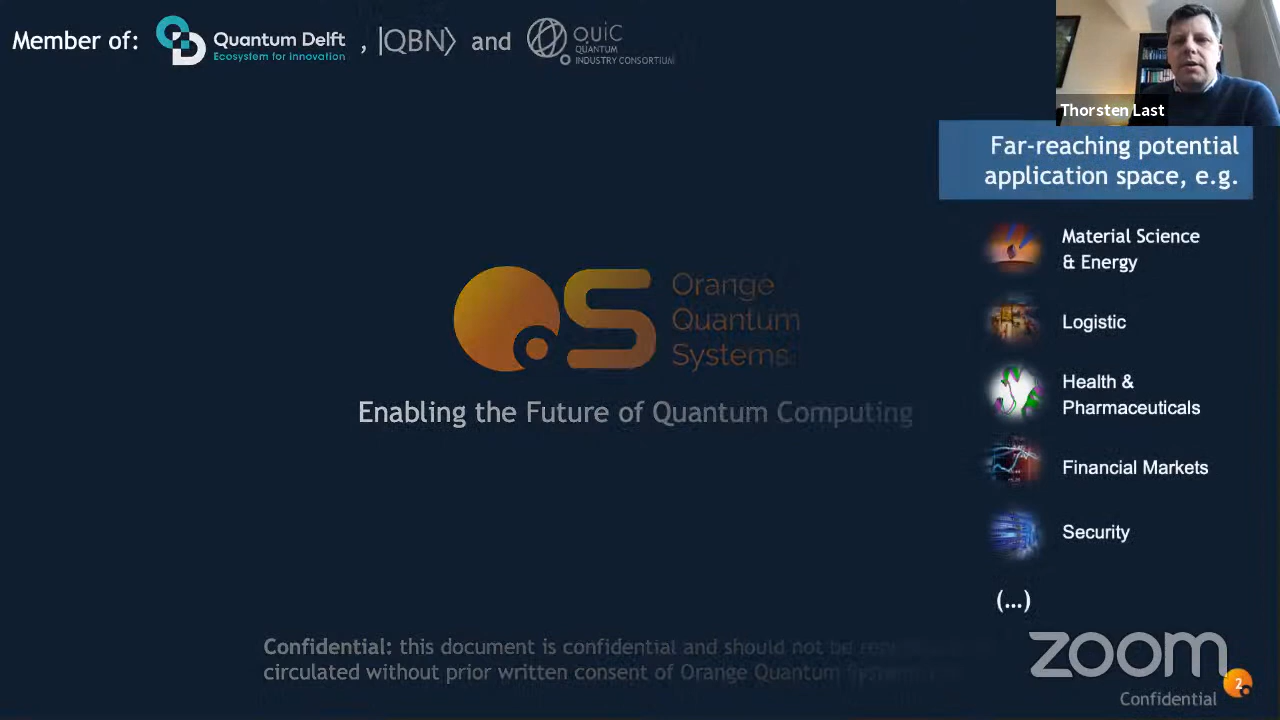 Member of: Quantum Delft , |QBN⟩ and QUIC
Ecosystem for Innovation
QUANTUM
INDUSTRY CONSORTIUM
Thorsten Last
Far-reaching potential
application space, e.g.
Material Science
& Energy
Logistic
Health &
Pharmaceuticals
Financial Markets
Security
(...)
QS
Orange
Quantum
Systems
Enabling the Future of Quantum Computing
Confidential: this document is confidential and should not be
circulated without prior written consent of Orange Quantum
zoom
2
Confidential